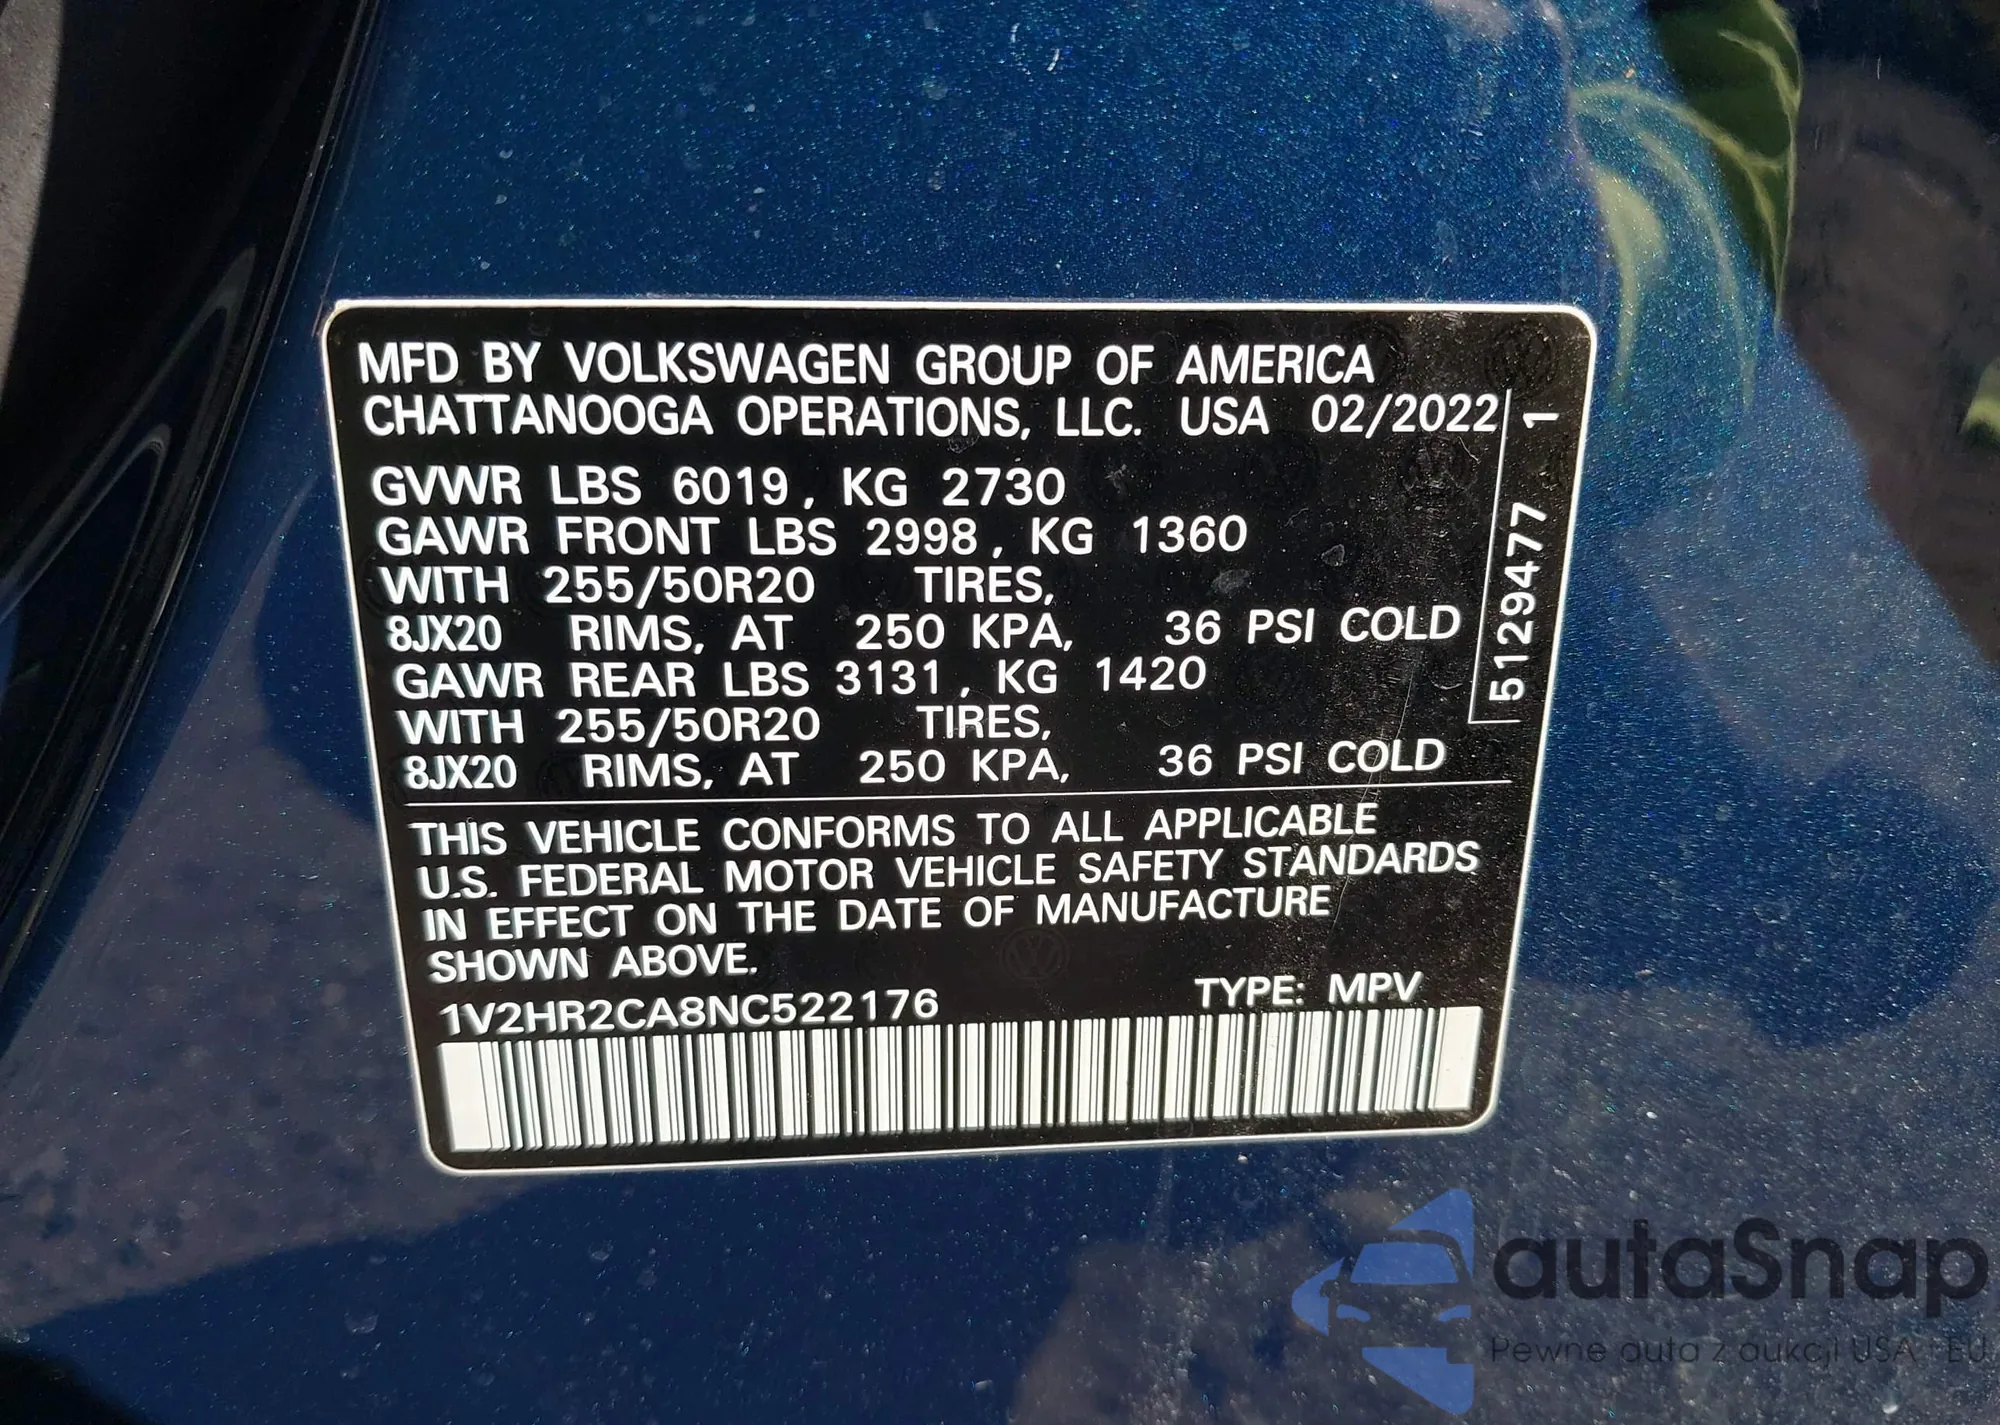 MFD BY VOLKSWAGEN GROUP OF AMERICA
CHATTANOOGA OPERATIONS, LLC. USA 02/2022
GVWR LBS 6019, KG 2730
GAWR FRONT LBS 2998, KG 1360
WITH 255/50R20 TIRES,
8JX20 RIMS, AT 250 KPA, 36 PSI COLD
GAWR REAR LBS 3131, KG 1420
WITH 255/50R20 TIRES,
8JX20 RIMS, AT 250 KPA, 36 PSI COLD
5129477 1
THIS VEHICLE CONFORMS TO ALL APPLICABLE
U.S. FEDERAL MOTOR VEHICLE SAFETY STANDARDS
IN EFFECT ON THE DATE OF MANUFACTURE
SHOWN ABOVE.
1V2HR2CA8NC522176 TYPE: MPV
autaSnap
Pewne auta z aukcji USA i EU